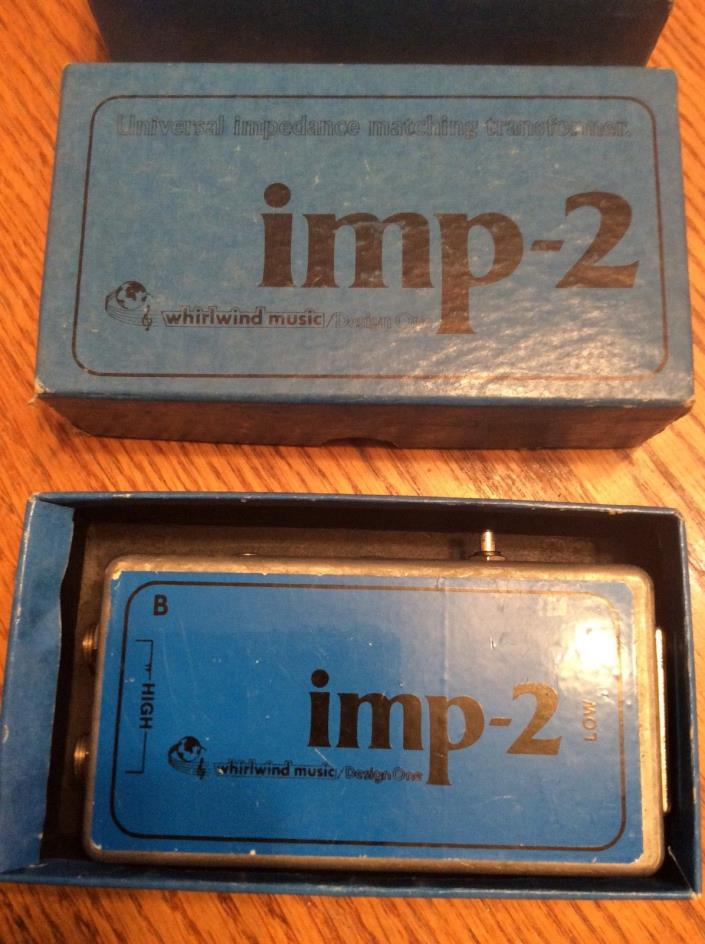 Universal impedance matching transformer.
imp-2
whirlwind music/Design One
B
HIGH
LOW
imp-2
whirlwind music/Design One